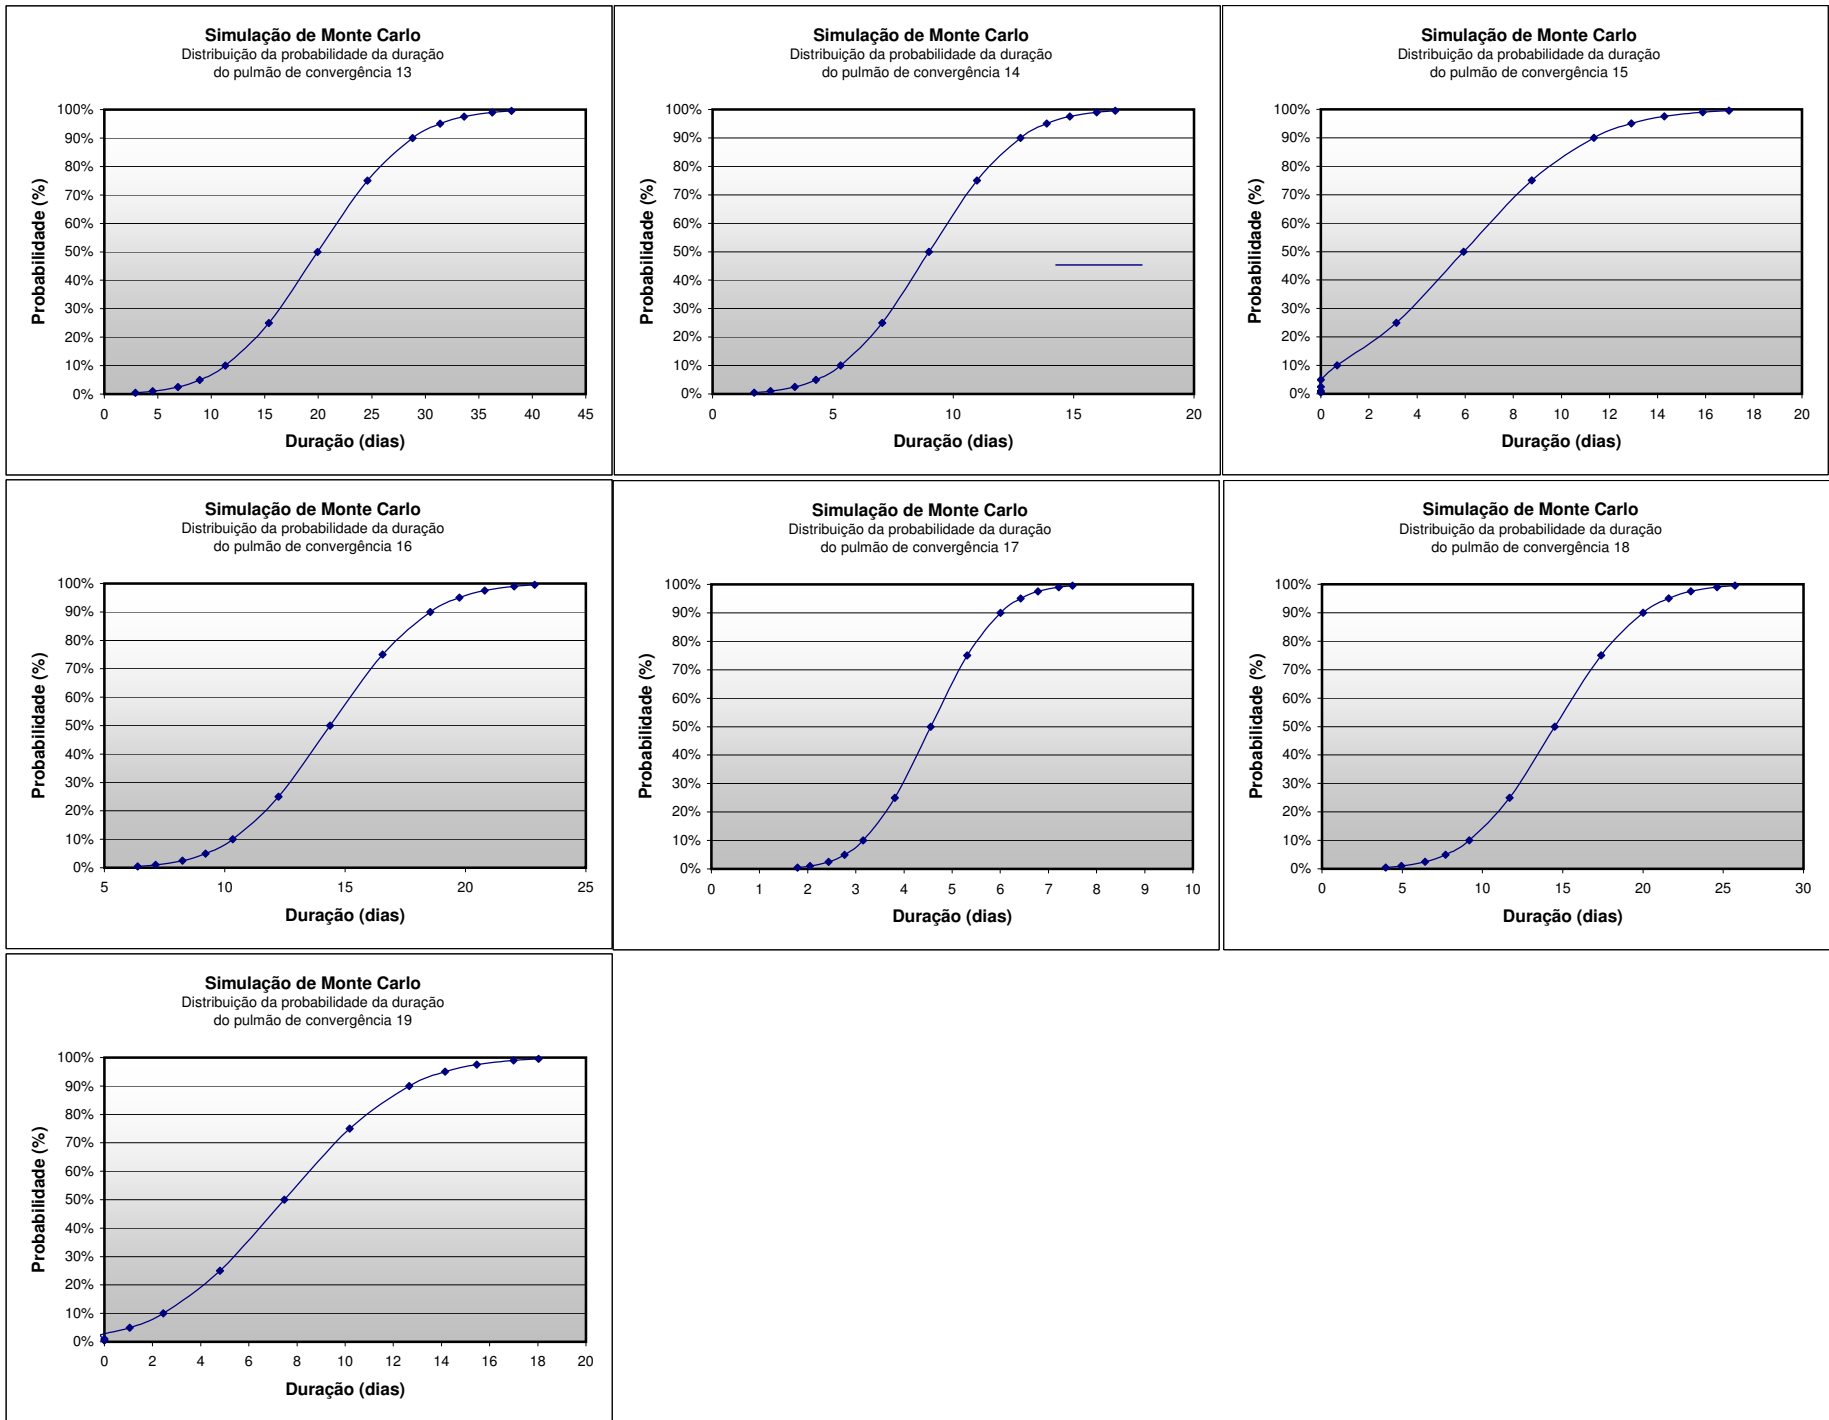 Simulação de Monte Carlo
Distribuição da probabilidade da duração
do pulmão de convergência 13
100%
90%
80%
70%
60%
50%
40%
30%
20%
10%
0%
Probabilidade (%)
0 5 10 15 20 25 30 35 40 45
Duração (dias)
Simulação de Monte Carlo
Distribuição da probabilidade da duração
do pulmão de convergência 14
100%
90%
80%
70%
60%
50%
40%
30%
20%
10%
0%
Probabilidade (%)
0 5 10 15 20
Duração (dias)
Simulação de Monte Carlo
Distribuição da probabilidade da duração
do pulmão de convergência 15
100%
90%
80%
70%
60%
50%
40%
30%
20%
10%
0%
Probabilidade (%)
0 2 4 6 8 10 12 14 16 18 20
Duração (dias)
Simulação de Monte Carlo
Distribuição da probabilidade da duração
do pulmão de convergência 16
100%
90%
80%
70%
60%
50%
40%
30%
20%
10%
0%
Probabilidade (%)
5 10 15 20 25
Duração (dias)
Simulação de Monte Carlo
Distribuição da probabilidade da duração
do pulmão de convergência 17
100%
90%
80%
70%
60%
50%
40%
30%
20%
10%
0%
Probabilidade (%)
0 1 2 3 4 5 6 7 8 9 10
Duração (dias)
Simulação de Monte Carlo
Distribuição da probabilidade da duração
do pulmão de convergência 18
100%
90%
80%
70%
60%
50%
40%
30%
20%
10%
0%
Probabilidade (%)
0 5 10 15 20 25 30
Duração (dias)
Simulação de Monte Carlo
Distribuição da probabilidade da duração
do pulmão de convergência 19
100%
90%
80%
70%
60%
50%
40%
30%
20%
10%
0%
Probabilidade (%)
0 2 4 6 8 10 12 14 16 18 20
Duração (dias)